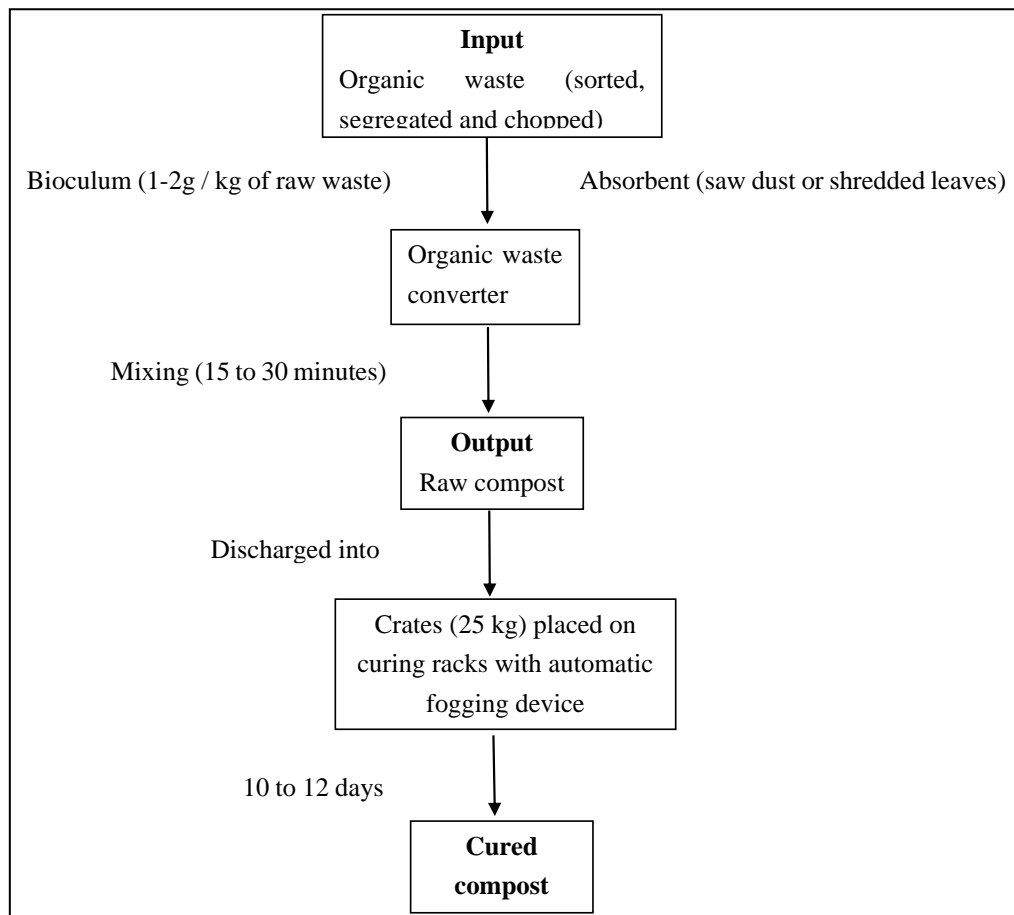 Input
Organic waste (sorted,
segregated and chopped)
Bioculum (1-2g / kg of raw waste)
Absorbent (saw dust or shredded leaves)
Organic waste
converter
Mixing (15 to 30 minutes)
Output
Raw compost
Discharged into
Crates (25 kg) placed on
curing racks with automatic
fogging device
10 to 12 days
Cured
compost